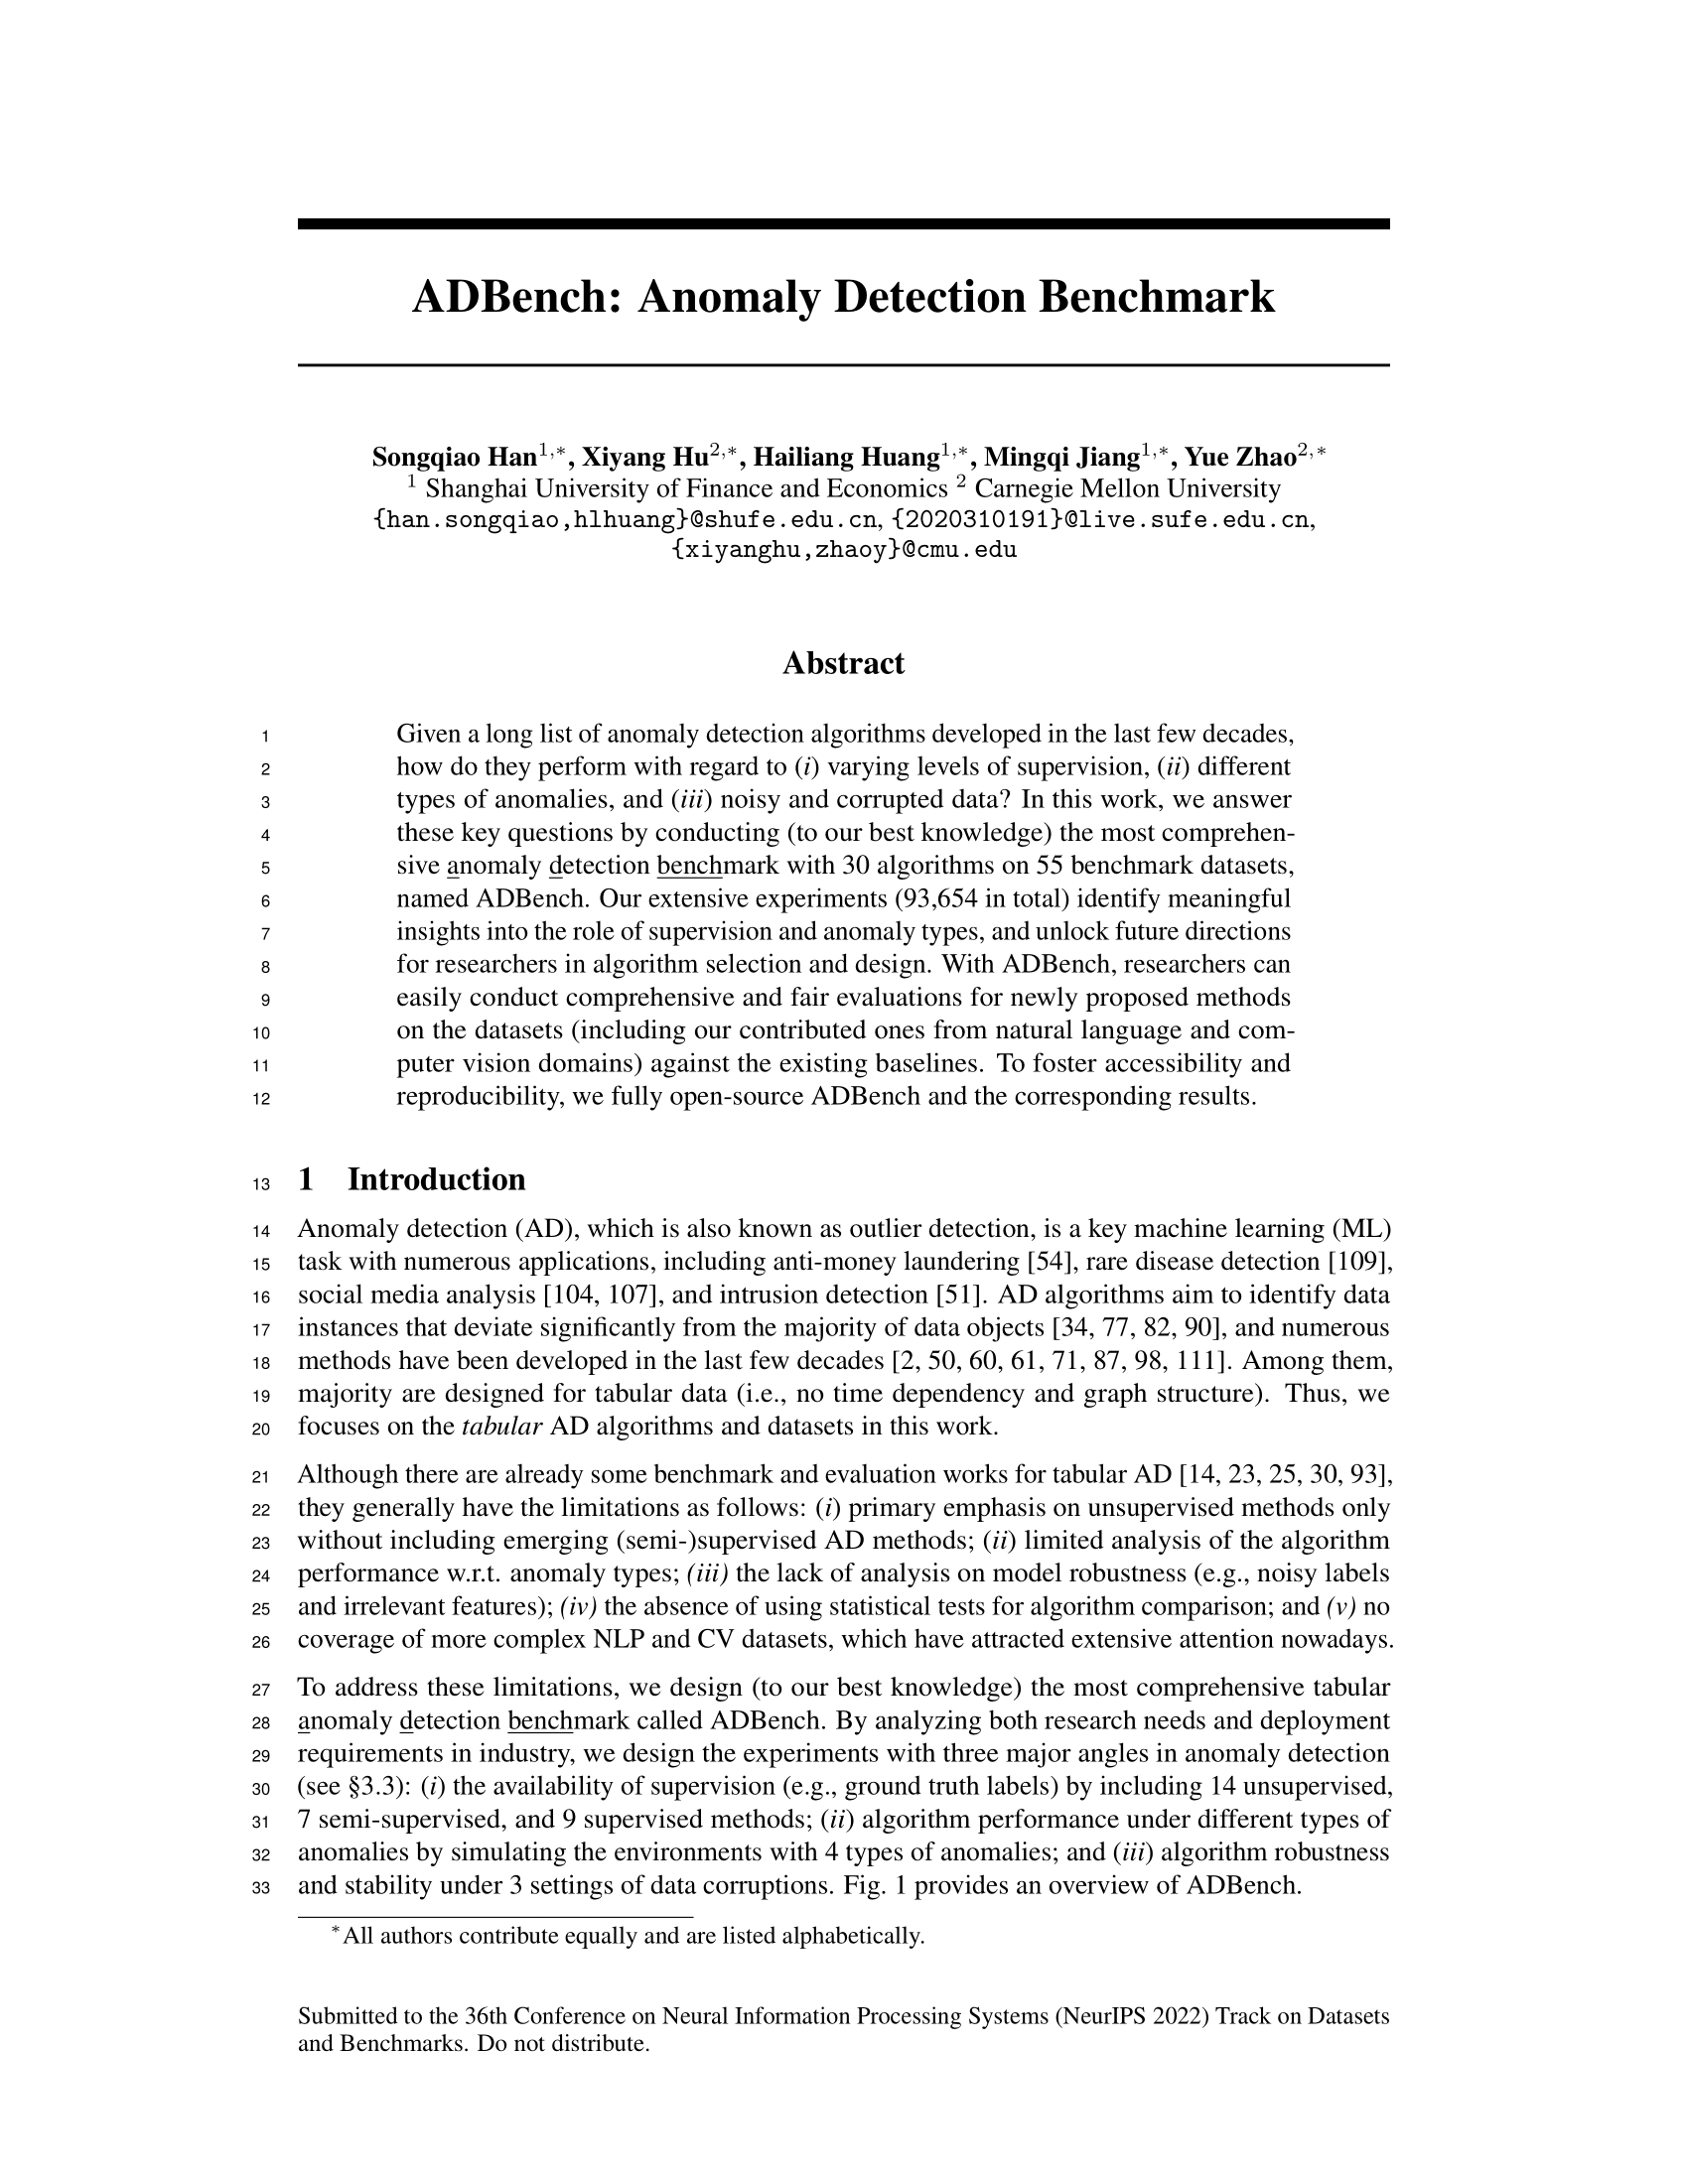 ADBench: Anomaly Detection Benchmark
Songqiao Han1,∗, Xiyang Hu2,∗, Hailiang Huang1,∗, Mingqi Jiang1,∗, Yue Zhao2,∗
1 Shanghai University of Finance and Economics 2 Carnegie Mellon University
{han.songqiao,hlhuang}@shufe.edu.cn, {2020310191}@live.sufe.edu.cn,
{xiyanghu,zhaoy}@cmu.edu
Abstract
1 Given a long list of anomaly detection algorithms developed in the last few decades,
2 how do they perform with regard to (i) varying levels of supervision, (ii) different
3 types of anomalies, and (iii) noisy and corrupted data? In this work, we answer
4 these key questions by conducting (to our best knowledge) the most comprehen-
5 sive anomaly detection benchmark with 30 algorithms on 55 benchmark datasets,
6 named ADBench. Our extensive experiments (93,654 in total) identify meaningful
7 insights into the role of supervision and anomaly types, and unlock future directions
8 for researchers in algorithm selection and design. With ADBench, researchers can
9 easily conduct comprehensive and fair evaluations for newly proposed methods
10 on the datasets (including our contributed ones from natural language and com-
11 puter vision domains) against the existing baselines. To foster accessibility and
12 reproducibility, we fully open-source ADBench and the corresponding results.
13 1 Introduction
14 Anomaly detection (AD), which is also known as outlier detection, is a key machine learning (ML)
15 task with numerous applications, including anti-money laundering [54], rare disease detection [109],
16 social media analysis [104, 107], and intrusion detection [51]. AD algorithms aim to identify data
17 instances that deviate significantly from the majority of data objects [34, 77, 82, 90], and numerous
18 methods have been developed in the last few decades [2, 50, 60, 61, 71, 87, 98, 111]. Among them,
19 majority are designed for tabular data (i.e., no time dependency and graph structure). Thus, we
20 focuses on the tabular AD algorithms and datasets in this work.
21 Although there are already some benchmark and evaluation works for tabular AD [14, 23, 25, 30, 93],
22 they generally have the limitations as follows: (i) primary emphasis on unsupervised methods only
23 without including emerging (semi-)supervised AD methods; (ii) limited analysis of the algorithm
24 performance w.r.t. anomaly types; (iii) the lack of analysis on model robustness (e.g., noisy labels
25 and irrelevant features); (iv) the absence of using statistical tests for algorithm comparison; and (v) no
26 coverage of more complex NLP and CV datasets, which have attracted extensive attention nowadays.
27 To address these limitations, we design (to our best knowledge) the most comprehensive tabular
28 anomaly detection benchmark called ADBench. By analyzing both research needs and deployment
29 requirements in industry, we design the experiments with three major angles in anomaly detection
30 (see §3.3): (i) the availability of supervision (e.g., ground truth labels) by including 14 unsupervised,
31 7 semi-supervised, and 9 supervised methods; (ii) algorithm performance under different types of
32 anomalies by simulating the environments with 4 types of anomalies; and (iii) algorithm robustness
33 and stability under 3 settings of data corruptions. Fig. 1 provides an overview of ADBench.
∗All authors contribute equally and are listed alphabetically.
Submitted to the 36th Conference on Neural Information Processing Systems (NeurIPS 2022) Track on Datasets
and Benchmarks. Do not distribute.